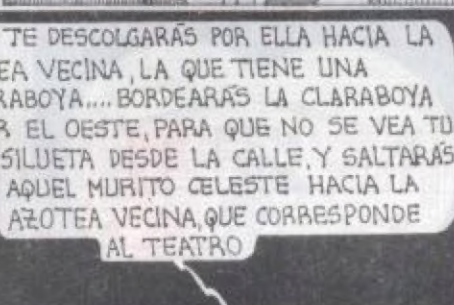 TE DESCOLGARÁS POR ELLA HACIA LA
VECINA, LA QUE TIENE UNA
.... BORDEARÁS LA CLARABOYA
EL OESTE, PARA QUE NO SE VEA TU
SILUETA DESDE LA CALLE, Y SALTARÁS
AQUEL MURITO CELESTE HACIA LA
AZOTEA VECINA, QUE CORRESPONDE
AL TEATRO